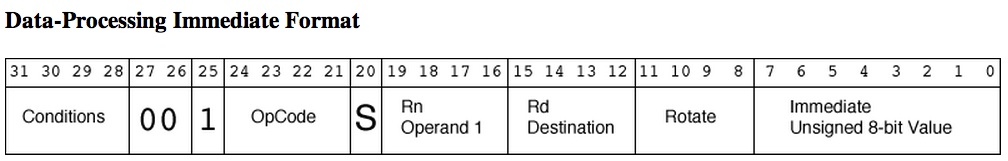 Data-Processing Immediate Format
31 30 29 28 27 26 25 24 23 22 21 20 19 18 17 16 15 14 13 12 11 10 9 8 7 6 5 4 3 2 1 0
Conditions 00 1 OpCode S Rn Operand 1 Rd Destination Rotate Immediate Unsigned 8-bit Value